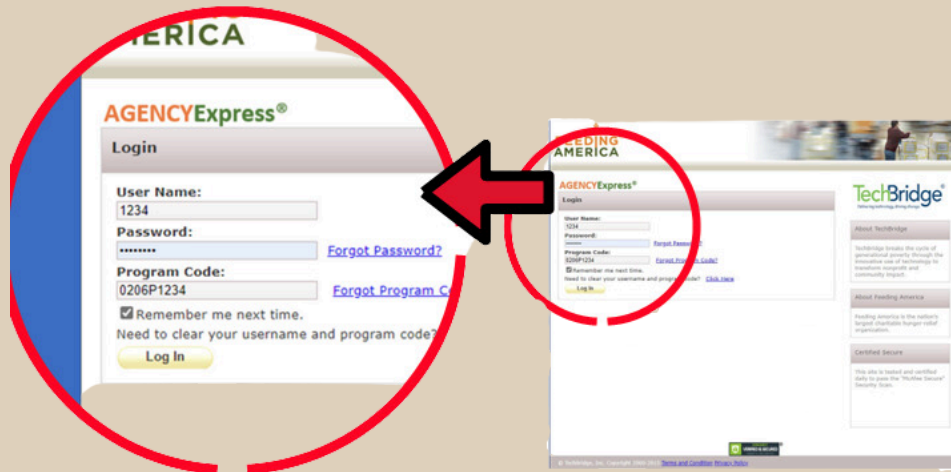 AMERICA
AGENCYExpress®
Login
User Name:
1234
Password:
••••••••
Forgot Password?
Program Code:
0206P1234
Forgot Program
Remember me next time.
Need to clear your username and program code?
Log In
FEEDING
AMERICA
AGENCYExpress®
Login
User Name:
1234
Password:
Forgot Password?
Program Code:
0206P1234
Forgot Program Code?
Remember me next time.
Need to clear your username and program code? Click Here
Log In
TechBridge®
About TechBridge
TechBridge breaks the cycle of
generational poverty through the
innovative use of technology to
transform nonprofit and
community impact.
About Feeding America
Feeding America is the nation's
largest charitable hunger-relief
organization.
Certified Secure
This site is tested and certified
daily to pass the "McAfee Secure"
Security Scan.
© TechBridge, Inc. Copyright Terms and Condition Privacy Policy